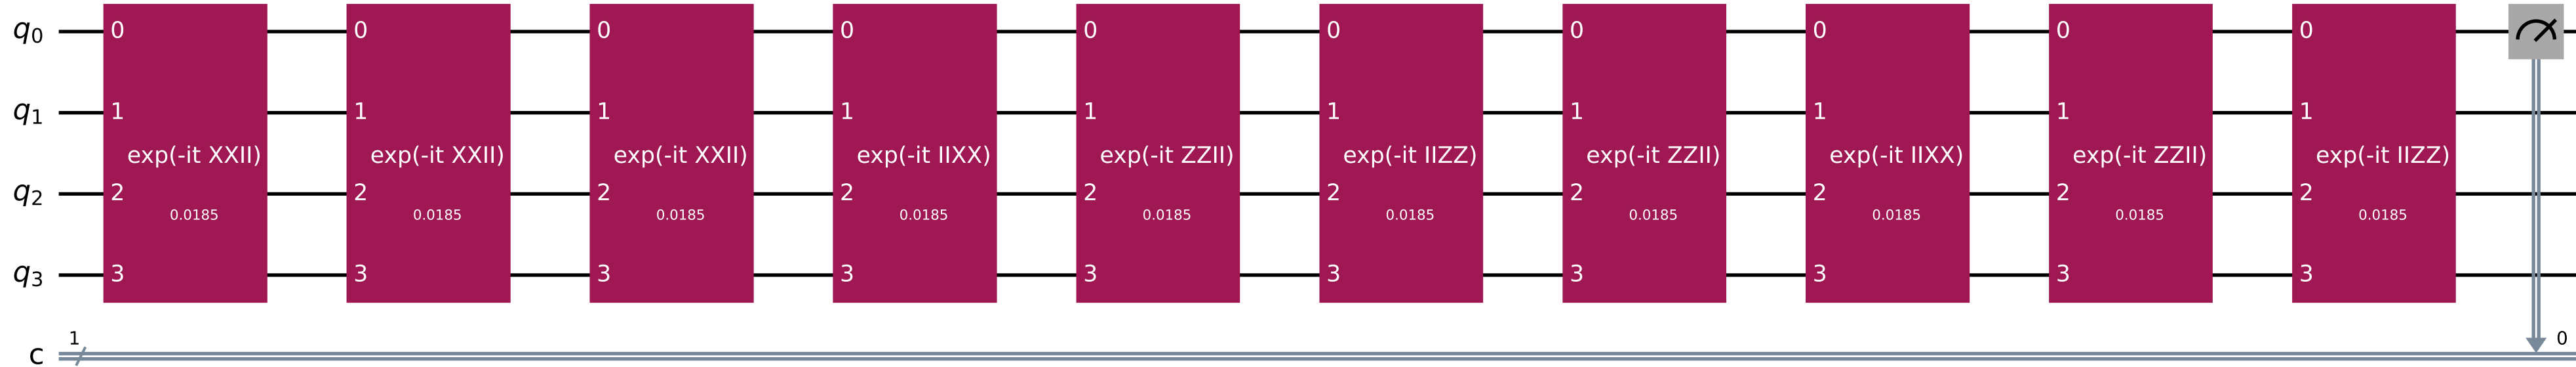 q0 0 0 0 0 0 0 0 0 0 0
q1 1 1 1 1 1 1 1 1 1 1
exp(-it XXII) exp(-it XXII) exp(-it XXII) exp(-it IIXX) exp(-it ZZII) exp(-it IIZZ) exp(-it ZZII) exp(-it IIXX) exp(-it ZZII) exp(-it IIZZ)
q2 2 2 2 2 2 2 2 2 2 2
0.0185 0.0185 0.0185 0.0185 0.0185 0.0185 0.0185 0.0185 0.0185 0.0185
q3 3 3 3 3 3 3 3 3 3 3
1 0
c